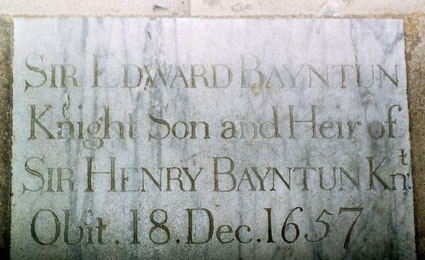 SIR EDWARD BAYNTUN
Knight Son and Heir of
SIR HENRY BAYNTUN Knt.
Obit. 18. Dec. 1657.